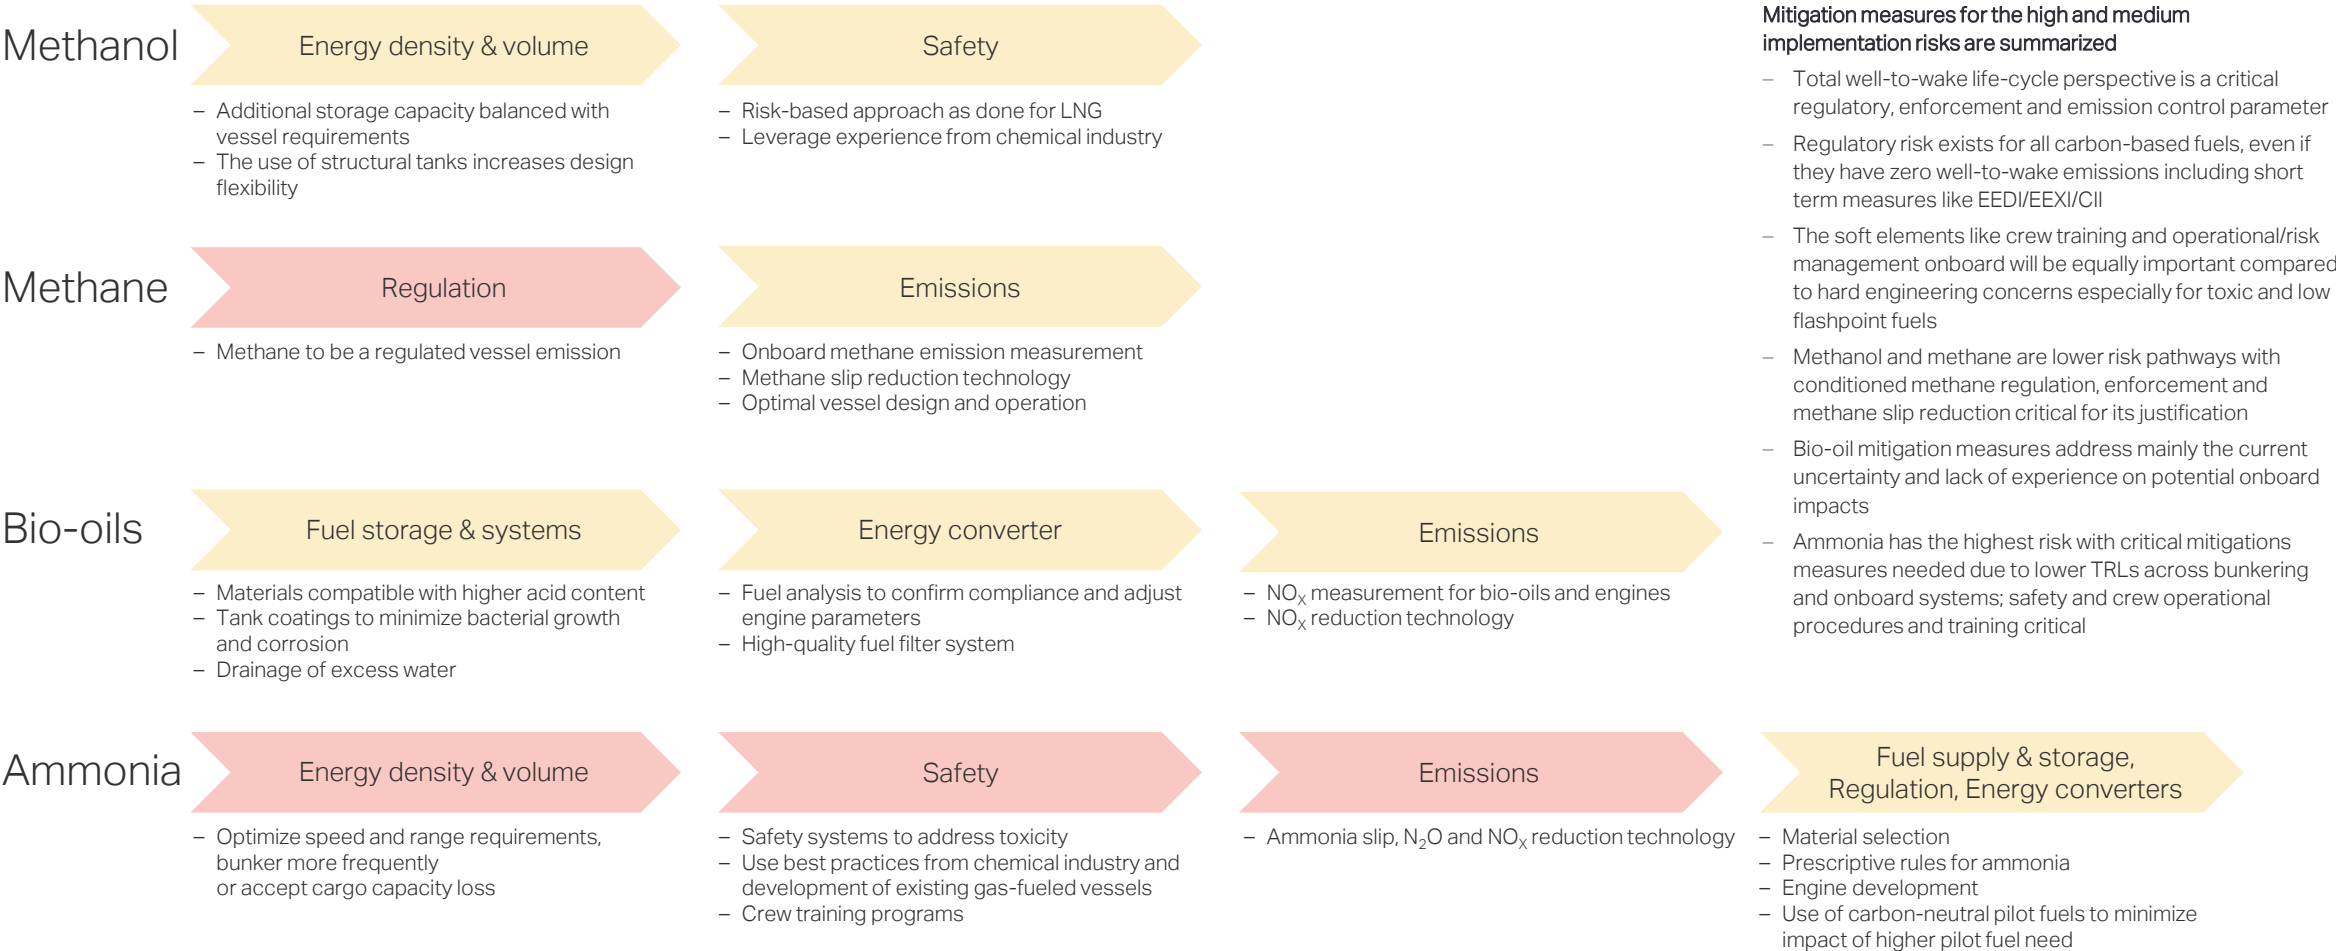 Methanol
Energy density & volume
– Additional storage capacity balanced with
vessel requirements
– The use of structural tanks increases design
flexibility
Safety
– Risk-based approach as done for LNG
– Leverage experience from chemical industry
Methane
Regulation
– Methane to be a regulated vessel emission
Emissions
– Onboard methane emission measurement
– Methane slip reduction technology
– Optimal vessel design and operation
Bio-oils
Fuel storage & systems
– Materials compatible with higher acid content
– Tank coatings to minimize bacterial growth
and corrosion
– Drainage of excess water
Energy converter
– Fuel analysis to confirm compliance and adjust
engine parameters
– High-quality fuel filter system
Emissions
– NOX measurement for bio-oils and engines
– NOX reduction technology
Ammonia
Energy density & volume
– Optimize speed and range requirements,
bunker more frequently
or accept cargo capacity loss
Safety
– Safety systems to address toxicity
– Use best practices from chemical industry and
development of existing gas-fueled vessels
– Crew training programs
Emissions
– Ammonia slip, N2O and NOX reduction technology
Fuel supply & storage,
Regulation, Energy converters
– Material selection
– Prescriptive rules for ammonia
– Engine development
– Use of carbon-neutral pilot fuels to minimize
impact of higher pilot fuel need
Mitigation measures for the high and medium
implementation risks are summarized
– Total well-to-wake life-cycle perspective is a critical
regulatory, enforcement and emission control parameter
– Regulatory risk exists for all carbon-based fuels, even if
they have zero well-to-wake emissions including short
term measures like EEDI/EEXI/CII
– The soft elements like crew training and operational/risk
management onboard will be equally important compared
to hard engineering concerns especially for toxic and low
flashpoint fuels
– Methanol and methane are lower risk pathways with
conditioned methane regulation, enforcement and
methane slip reduction critical for its justification
– Bio-oil mitigation measures address mainly the current
uncertainty and lack of experience on potential onboard
impacts
– Ammonia has the highest risk with critical mitigations
measures needed due to lower TRLs across bunkering
and onboard systems; safety and crew operational
procedures and training critical